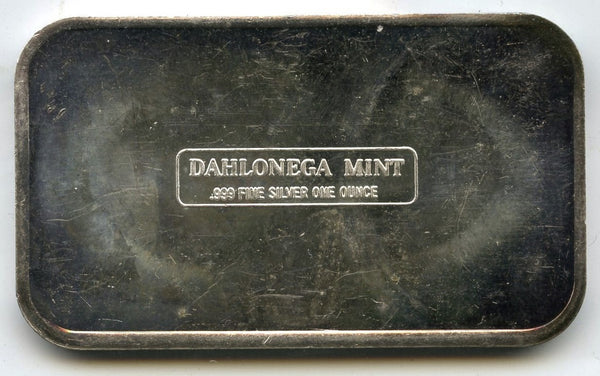 DAHLONEGA MINT
.999 FINE SILVER ONE OUNCE